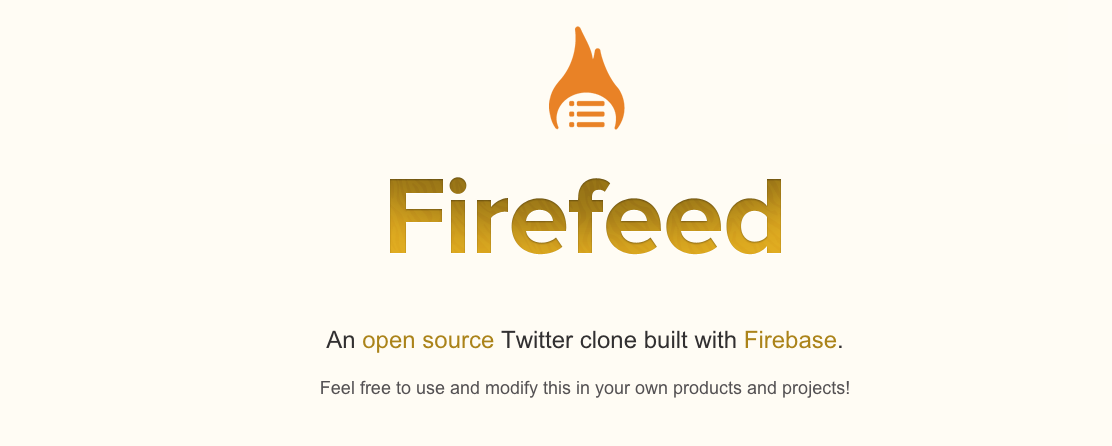 Firefeed
An open source Twitter clone built with Firebase.
Feel free to use and modify this in your own products and projects!